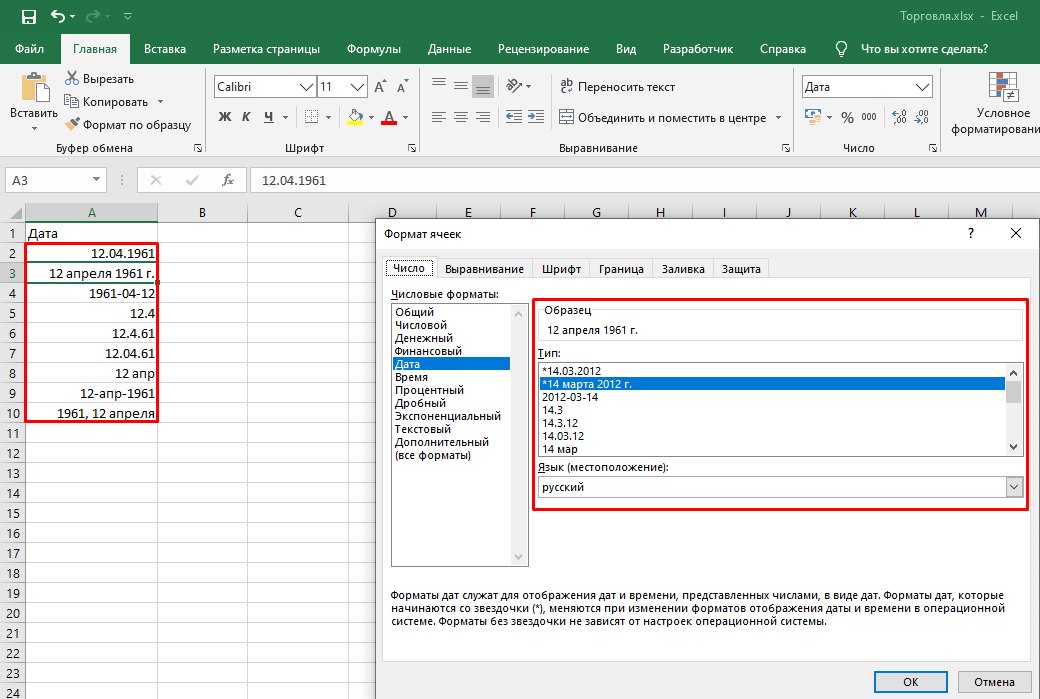 Торговля.xlsx - Excel
Файл Главная Вставка Разметка страницы Формулы Данные Рецензирование Вид Разработчик Справка Что вы хотите сделать?
Вставить
Вырезать
Копировать
Формат по образцу
Буфер обмена
Calibri 11
Ж К Ч
Шрифт
Переносить текст
Объединить и поместить в центре
Выравнивание
Дата
% 000
Число
Условное
форматировани
A3 fx 12.04.1961
A B C D E F G H I J K L M
1 Дата
2 12.04.1961
3 12 апреля 1961 г.
4 1961-04-12
5 12.4
6 12.4.61
7 12.04.61
8 12 апр
9 12-апр-1961
10 1961, 12 апреля
11
12
13
14
15
16
17
18
19
20
21
22
23
24
Формат ячеек ?
Число Выравнивание Шрифт Граница Заливка Защита
Числовые форматы:
Общий
Числовой
Денежный
Финансовый
Дата
Время
Процентный
Дробный
Экспоненциальный
Текстовый
Дополнительный
(все форматы)
Образец
12 апреля 1961 г.
Тип:
*14.03.2012
*14 марта 2012 г.
2012-03-14
14.3
14.3.12
14.03.12
14 мар
Язык (местоположение):
русский
Форматы дат служат для отображения дат и времени, представленных числами, в виде дат. Форматы дат, которые
начинаются со звездочки (*), меняются при изменении форматов отображения даты и времени в операционной
системе. Форматы без звездочки не зависят от настроек операционной системы.
ОК Отмена